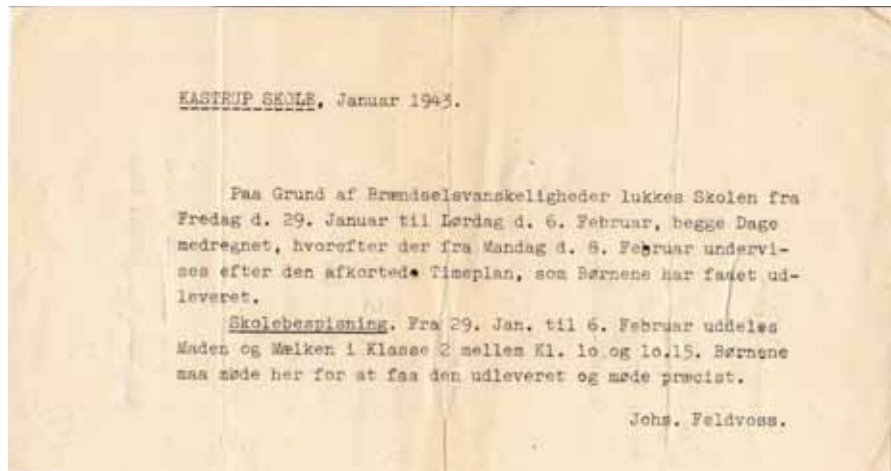 KASTRUP SKOLE, Januar 1943.
Paa Grund af Brændselsvanskeligheder lukkes Skolen fra
Fredag d. 29. Januar til Lørdag d. 6. Februar, begge Dage
medregnet, hvorefter der fra Mandag d. 8. Februar undervi-
ses efter den afkortede Timeplan, som Børnene har faaet ud-
leveret.
Skolebespisning. Fra 29. Jan. til 6. Februar uddeles
Maden og Mælken i Klasse 2 mellem Kl. lo og lo.15. Børnene
maa møde her for at faa den udleveret og møde præcist.
Johs. Feldvoss.